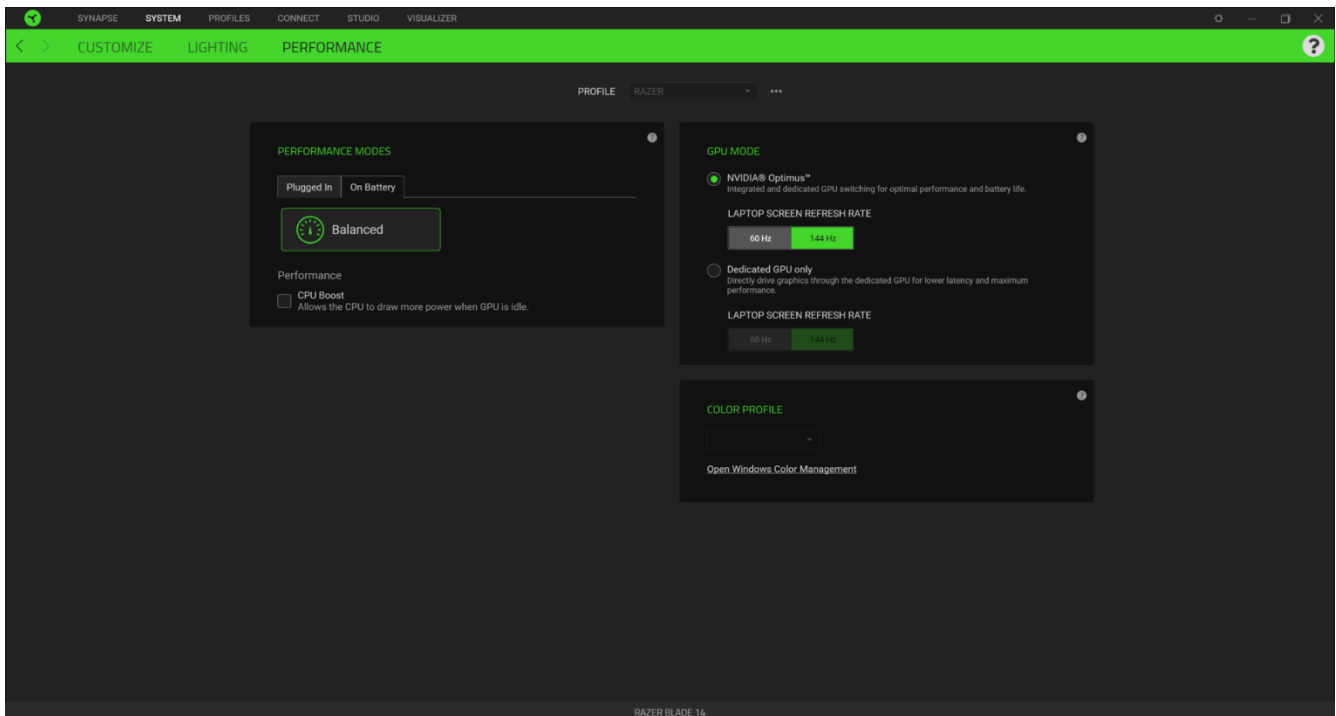 SYNAPSE SYSTEM PROFILES CONNECT STUDIO VISUALIZER
CUSTOMIZE LIGHTING PERFORMANCE
?
PROFILE RAZER
PERFORMANCE MODES
?
Plugged In On Battery
Balanced
Performance
CPU Boost
Allows the CPU to draw more power when GPU is idle.
GPU MODE
?
NVIDIA® Optimus™
Integrated and dedicated GPU switching for optimal performance and battery life.
LAPTOP SCREEN REFRESH RATE
60 Hz 144 Hz
Dedicated GPU only
Directly drive graphics through the dedicated GPU for lower latency and maximum
performance.
LAPTOP SCREEN REFRESH RATE
60 Hz 144 Hz
COLOR PROFILE
?
Open Windows Color Management
RAZER BLADE 14